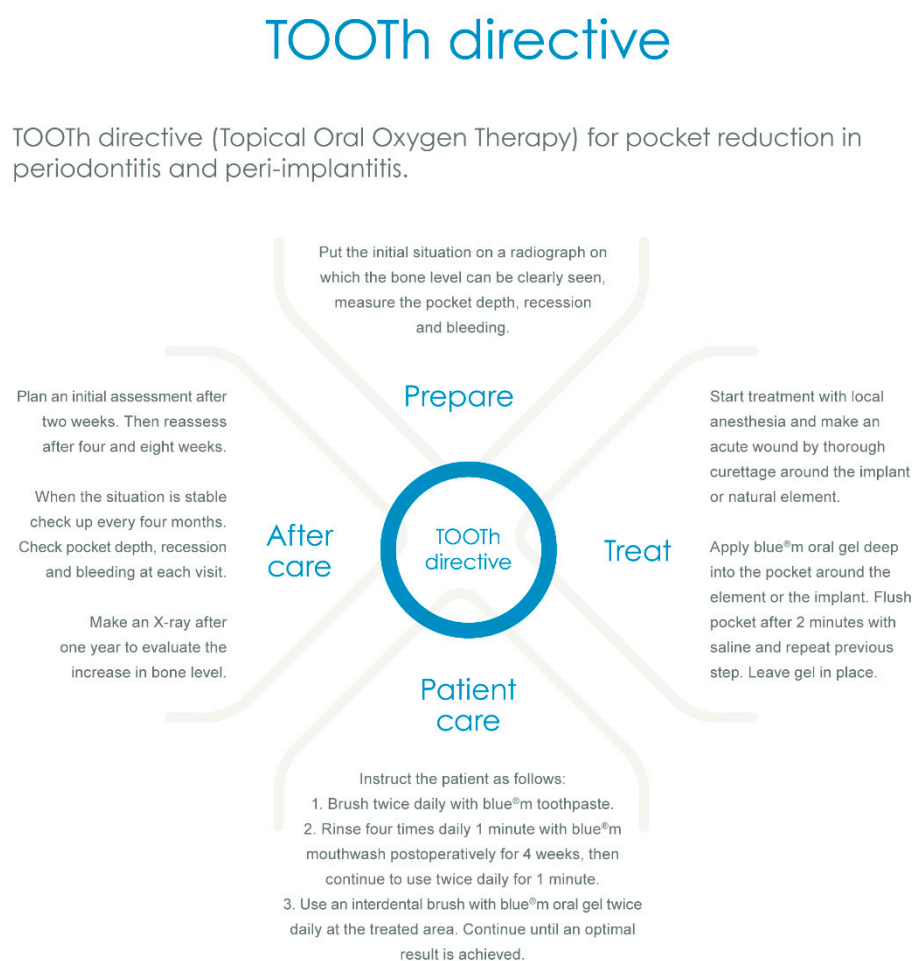 TOOTh directive
TOOTh directive (Topical Oral Oxygen Therapy) for pocket reduction in
periodontitis and peri-implantitis.
Put the initial situation on a radiograph on
which the bone level can be clearly seen,
measure the pocket depth, recession
and bleeding.
Prepare
Start treatment with local
anesthesia and make an
acute wound by thorough
curettage around the implant
or natural element.
Apply blue®m oral gel deep
into the pocket around the
element or the implant. Flush
pocket after 2 minutes with
saline and repeat previous
step. Leave gel in place.
Treat
TOOTh
directive
Patient
care
Instruct the patient as follows:
1. Brush twice daily with blue®m toothpaste.
2. Rinse four times daily 1 minute with blue®m
mouthwash postoperatively for 4 weeks, then
continue to use twice daily for 1 minute.
3. Use an interdental brush with blue®m oral gel twice
daily at the treated area. Continue until an optimal
result is achieved.
After
care
Plan an initial assessment after
two weeks. Then reassess
after four and eight weeks.
When the situation is stable
check up every four months.
Check pocket depth, recession
and bleeding at each visit.
Make an X-ray after
one year to evaluate the
increase in bone level.